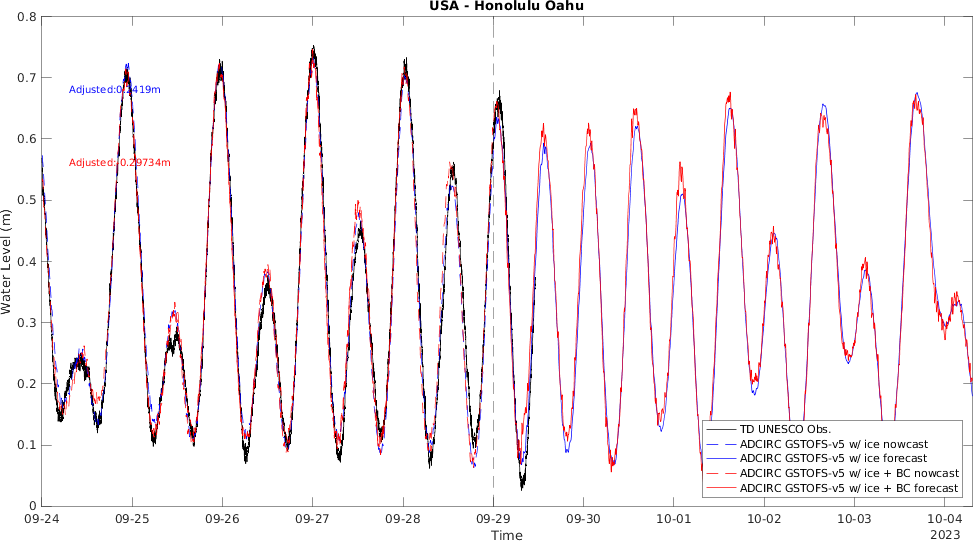 USA - Honolulu Oahu
0.8
0.7
0.6
0.5
0.4
0.3
0.2
0.1
0
Water Level (m)
Adjusted: -0.29734m
09-24
09-25
09-26
09-27
09-28
09-29
09-30
10-01
10-02
10-03
10-04
Time
2023
TD UNESCO Obs.
ADCIRC GSTOFS-v5 w/ ice nowcast
ADCIRC GSTOFS-v5 w/ ice forecast
ADCIRC GSTOFS-v5 w/ ice + BC nowcast
ADCIRC GSTOFS-v5 w/ ice + BC forecast